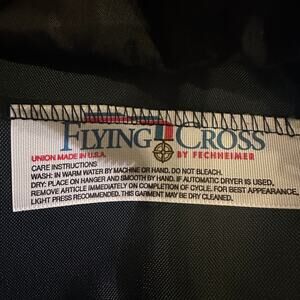 FLYING CROSS
UNION MADE IN U.S.A. BY FECHHEIMER
CARE INSTRUCTIONS
WASH: IN WARM WATER BY MACHINE OR HAND. DO NOT BLEACH.
DRY: PLACE ON HANGER AND SMOOTH BY HAND. IF AUTOMATIC DRYER IS USED,
REMOVE ARTICLE IMMEDIATELY ON COMPLETION OF CYCLE. FOR BEST APPEARANCE,
LIGHT PRESS RECOMMENDED. THIS GARMENT MAY BE DRY CLEANED.